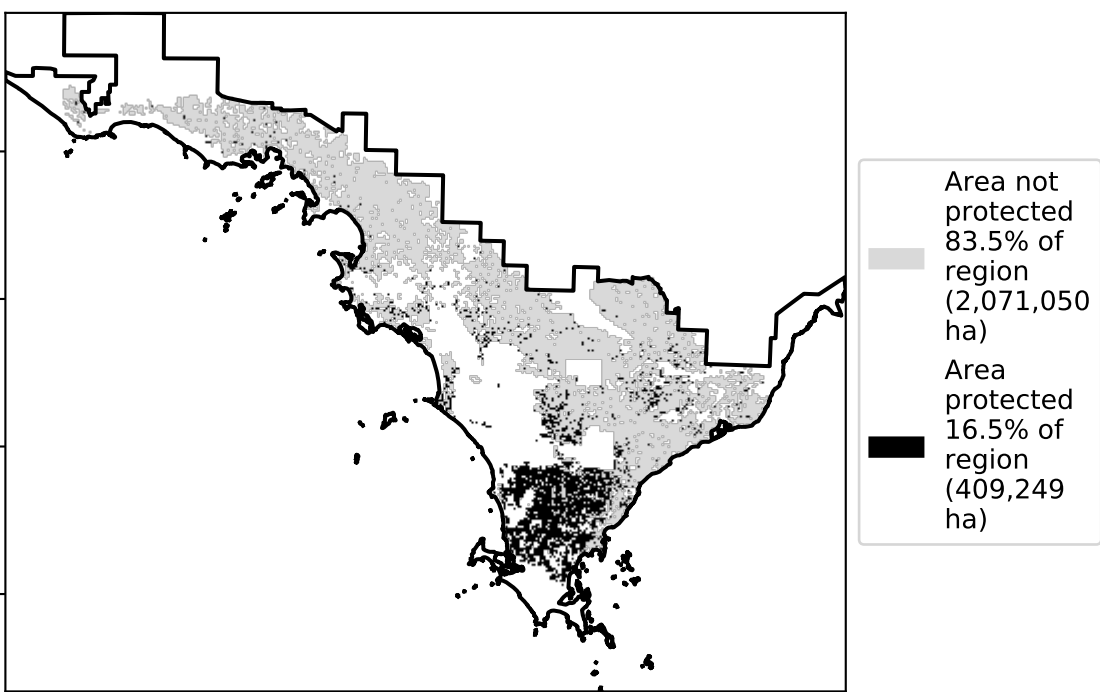 Area not
protected
83.5% of
region
(2,071,050
ha)
Area
protected
16.5% of
region
(409,249
ha)